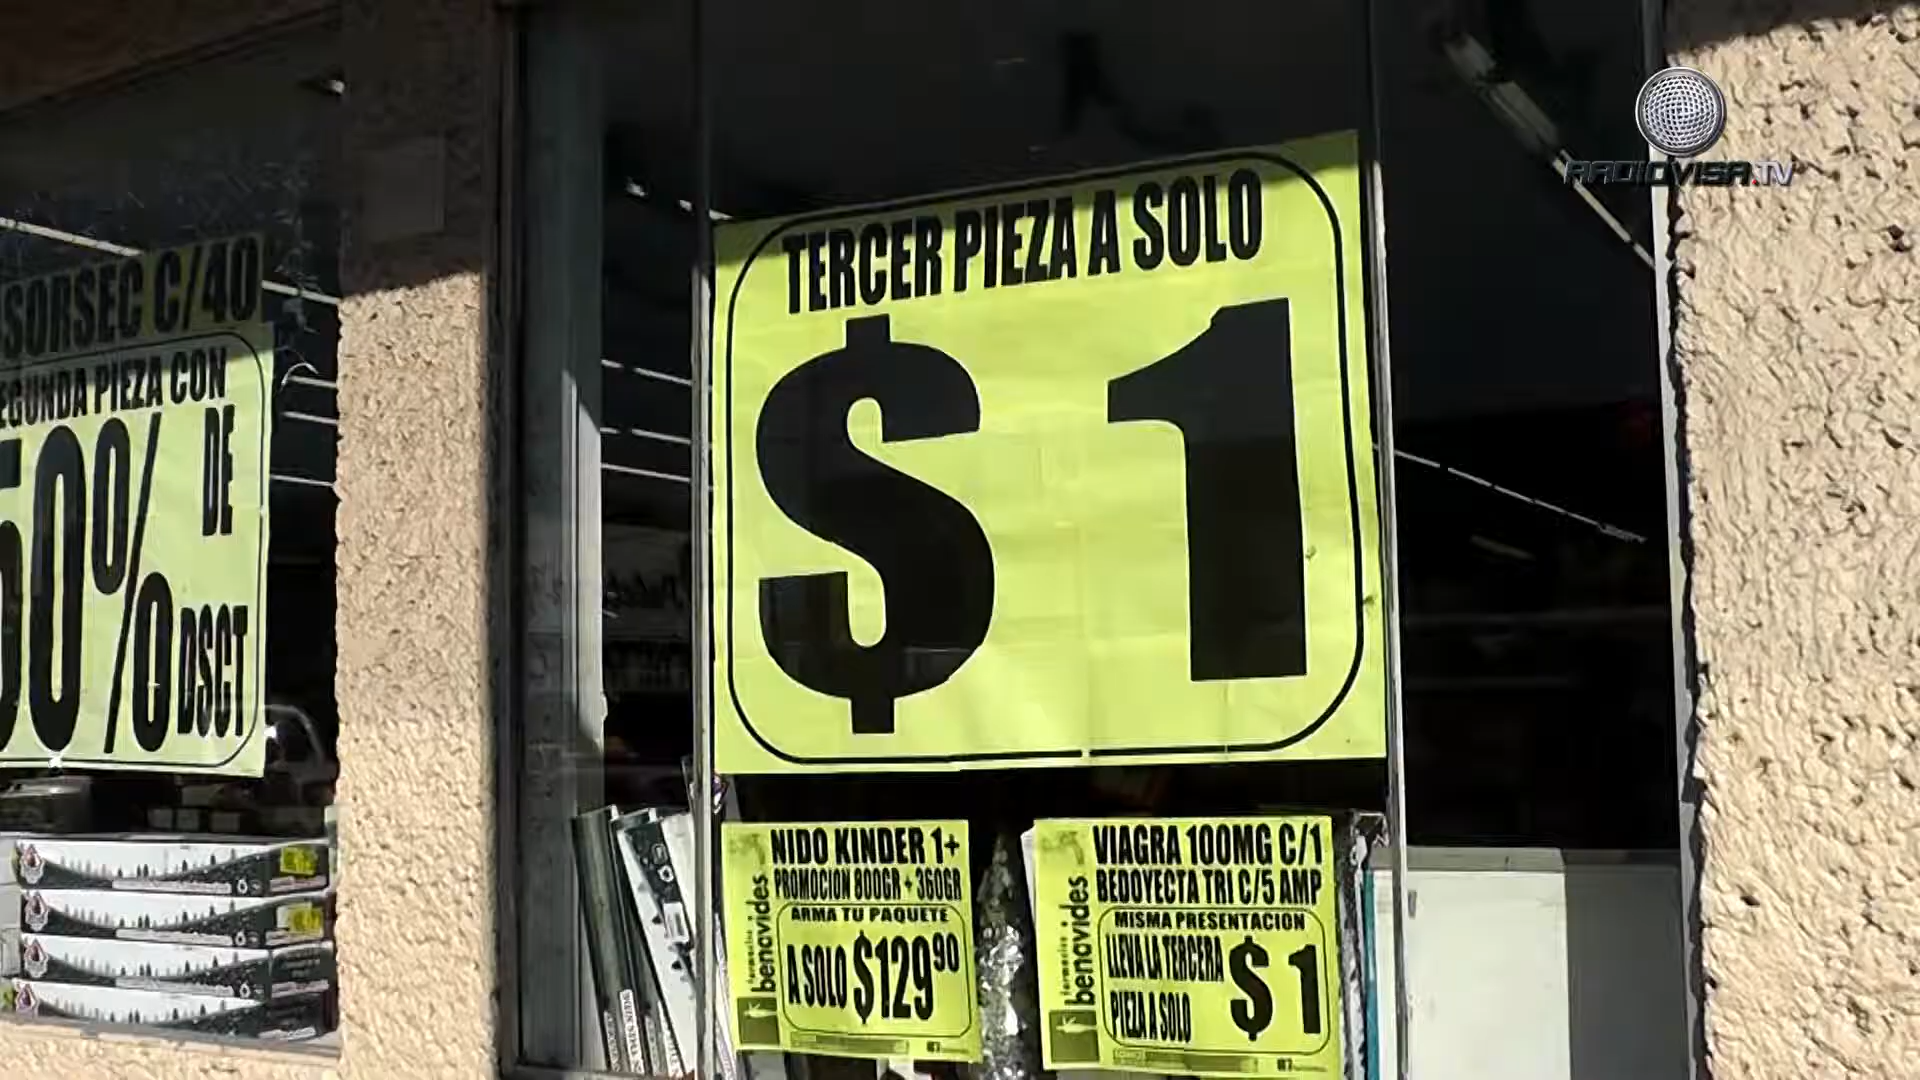 RADIOVISA.TV
SORSEC C/40
EGUNDA PIEZA CON
50% DE
DSCT
TERCER PIEZA A SOLO
$1
NIDO KINDER 1+
PROMOCION 800GR + 360GR
ARMA TU PAQUETE
A SOLO $129.90
farmacias
benavides
VIAGRA 100MG C/1
BEDOYECTA TRI C/5 AMP
MISMA PRESENTACION
LLEVA LA TERCERA
PIEZA A SOLO
$1
farmacias
benavides